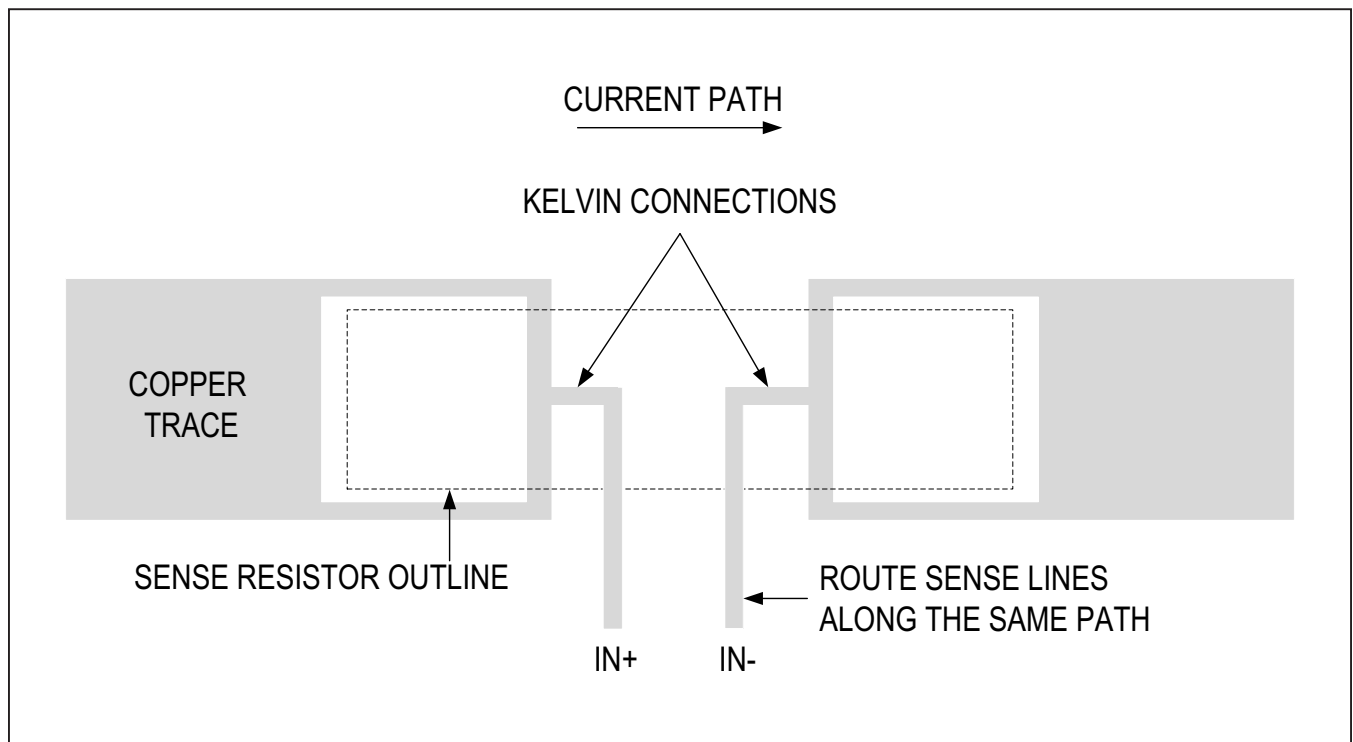 CURRENT PATH
KELVIN CONNECTIONS
COPPER
TRACE
SENSE RESISTOR OUTLINE
ROUTE SENSE LINES
ALONG THE SAME PATH
IN+
IN-